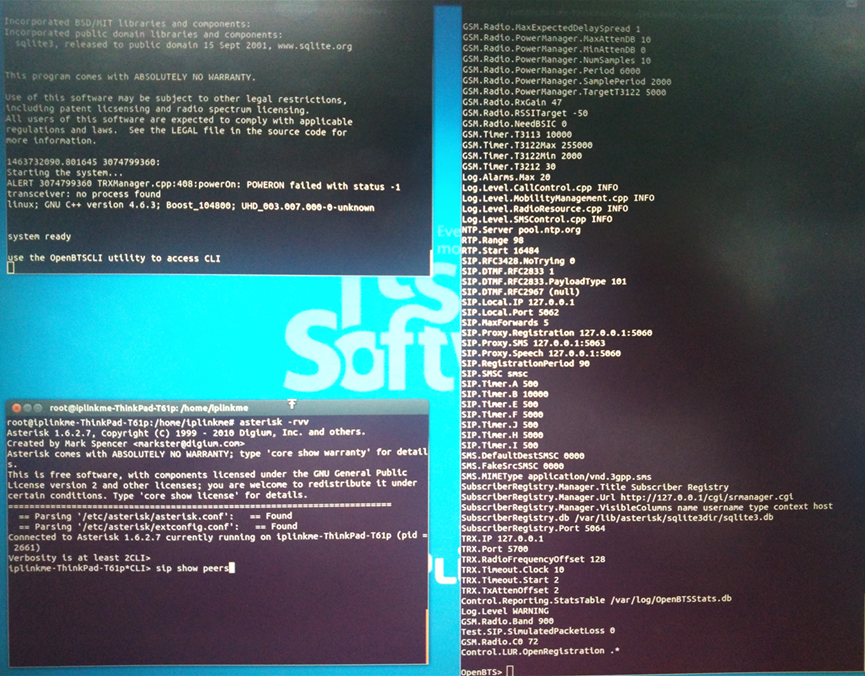 Incorporated BSD/MIT libraries and components:
Incorporated public domain libraries and components:
sqlite3, released to public domain 15 Sept 2001, www.sqlite.org
This program comes with ABSOLUTELY NO WARRANTY.
Use of this software may be subject to other legal restrictions,
including patent licsensing and radio spectrum licensing.
All users of this software are expected to comply with applicable
regulations and laws. See the LEGAL file in the source code for
more information.
1463732090.801645 3074799360:
Starting the system...
ALERT 3074799360 TRXManager.cpp:408:powerOn: POWERON failed with status -1
transceiver: no process found
linux; GNU C++ version 4.6.3; Boost_104800; UHD_003.007.000-0-unknown
system ready
use the OpenBTSCLI utility to access CLI
Eve
mo
Soft
root@iplinkme-ThinkPad-T61p: /home/iplinkme
root@iplinkme-ThinkPad-T61p:/home/iplinkme# asterisk -rvv
Asterisk 1.6.2.7, Copyright (C) 1999 - 2010 Digium, Inc. and others.
Created by Mark Spencer <markster@digium.com>
Asterisk comes with ABSOLUTELY NO WARRANTY; type 'core show warranty' for detail
s.
This is free software, with components licensed under the GNU General Public
License version 2 and other licenses; you are welcome to redistribute it under
certain conditions. Type 'core show license' for details.
=========================================================================
== Parsing '/etc/asterisk/asterisk.conf': == Found
== Parsing '/etc/asterisk/extconfig.conf': == Found
Connected to Asterisk 1.6.2.7 currently running on iplinkme-ThinkPad-T61p (pid =
2661)
Verbosity is at least 2CLI>
iplinkme-ThinkPad-T61p*CLI> sip show peers
GSM.Radio.MaxExpectedDelaySpread 1
GSM.Radio.PowerManager.MaxAttenDB 10
GSM.Radio.PowerManager.MinAttenDB 0
GSM.Radio.PowerManager.NumSamples 10
GSM.Radio.PowerManager.Period 6000
GSM.Radio.PowerManager.SamplePeriod 2000
GSM.Radio.PowerManager.TargetT3122 5000
GSM.Radio.RxGain 47
GSM.Radio.RSSITarget -50
GSM.Radio.NeedBSIC 0
GSM.Timer.T3113 10000
GSM.Timer.T3122Max 255000
GSM.Timer.T3122Min 2000
GSM.Timer.T3212 30
Log.Alarms.Max 20
Log.Level.CallControl.cpp INFO
Log.Level.MobilityManagement.cpp INFO
Log.Level.RadioResource.cpp INFO
Log.Level.SMSControl.cpp INFO
NTP.Server pool.ntp.org
RTP.Range 98
RTP.Start 16484
SIP.RFC3428.NoTrying 0
SIP.DTMF.RFC2833 1
SIP.DTMF.RFC2833.PayloadType 101
SIP.DTMF.RFC2967 (null)
SIP.Local.IP 127.0.0.1
SIP.Local.Port 5062
SIP.MaxForwards 5
SIP.Proxy.Registration 127.0.0.1:5060
SIP.Proxy.SMS 127.0.0.1:5063
SIP.Proxy.Speech 127.0.0.1:5060
SIP.RegistrationPeriod 90
SIP.SMSC smsc
SIP.Timer.A 500
SIP.Timer.B 10000
SIP.Timer.E 500
SIP.Timer.F 5000
SIP.Timer.J 500
SIP.Timer.H 5000
SIP.Timer.I 500
SMS.DefaultDestSMSC 0000
SMS.FakeSrcSMSC 0000
SMS.MIMEType application/vnd.3gpp.sms
SubscriberRegistry.Manager.Title Subscriber Registry
SubscriberRegistry.Manager.Url http://127.0.0.1/cgi/srmanager.cgi
SubscriberRegistry.Manager.VisibleColumns name username type context host
SubscriberRegistry.db /var/lib/asterisk/sqlite3dir/sqlite3.db
SubscriberRegistry.Port 5064
TRX.IP 127.0.0.1
TRX.Port 5700
TRX.RadioFrequencyOffset 128
TRX.Timeout.Clock 10
TRX.Timeout.Start 2
TRX.TxAttenOffset 2
Control.Reporting.StatsTable /var/log/OpenBTSStats.db
Log.Level WARNING
GSM.Radio.Band 900
Test.SIP.SimulatedPacketLoss 0
GSM.Radio.C0 72
Control.LUR.OpenRegistration .*
OpenBTS>